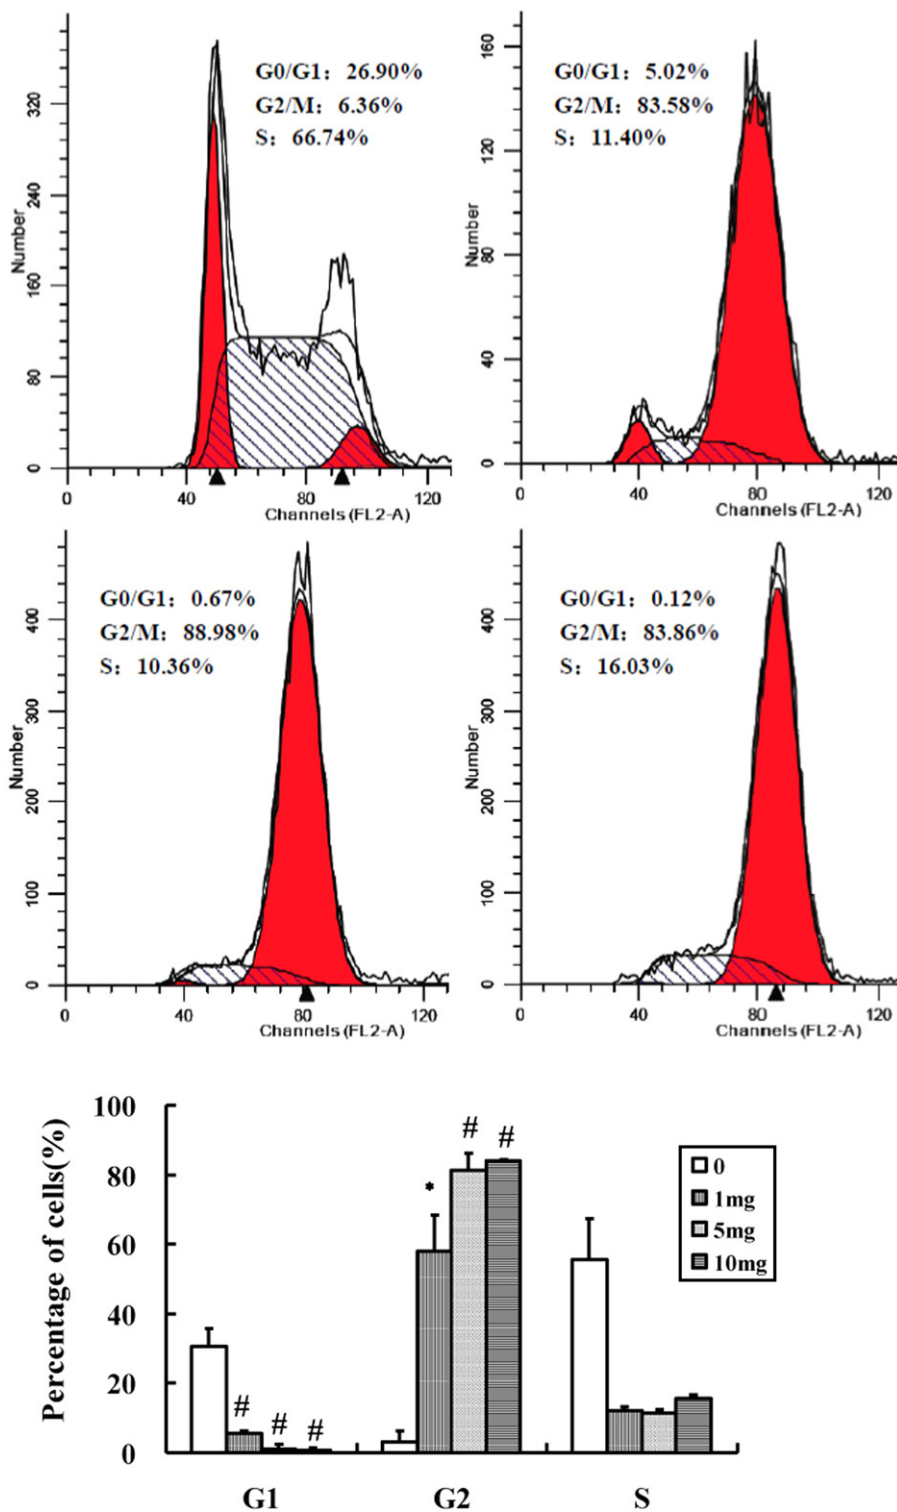 G0/G1: 26.90%
G2/M: 6.36%
S: 66.74%
Number
0
80
160
240
320
0
40
80
120
Channels (FL2-A)
G0/G1: 5.02%
G2/M: 83.58%
S: 11.40%
Number
0
40
80
120
160
0
40
80
120
Channels (FL2-A)
G0/G1: 0.67%
G2/M: 88.98%
S: 10.36%
Number
0
100
200
300
400
0
40
80
120
Channels (FL2-A)
G0/G1: 0.12%
G2/M: 83.86%
S: 16.03%
Number
0
100
200
300
400
0
40
80
120
Channels (FL2-A)
Percentage of cells(%)
100
80
60
40
20
0
# # #
* # #
G1 G2 S
0
1mg
5mg
10mg